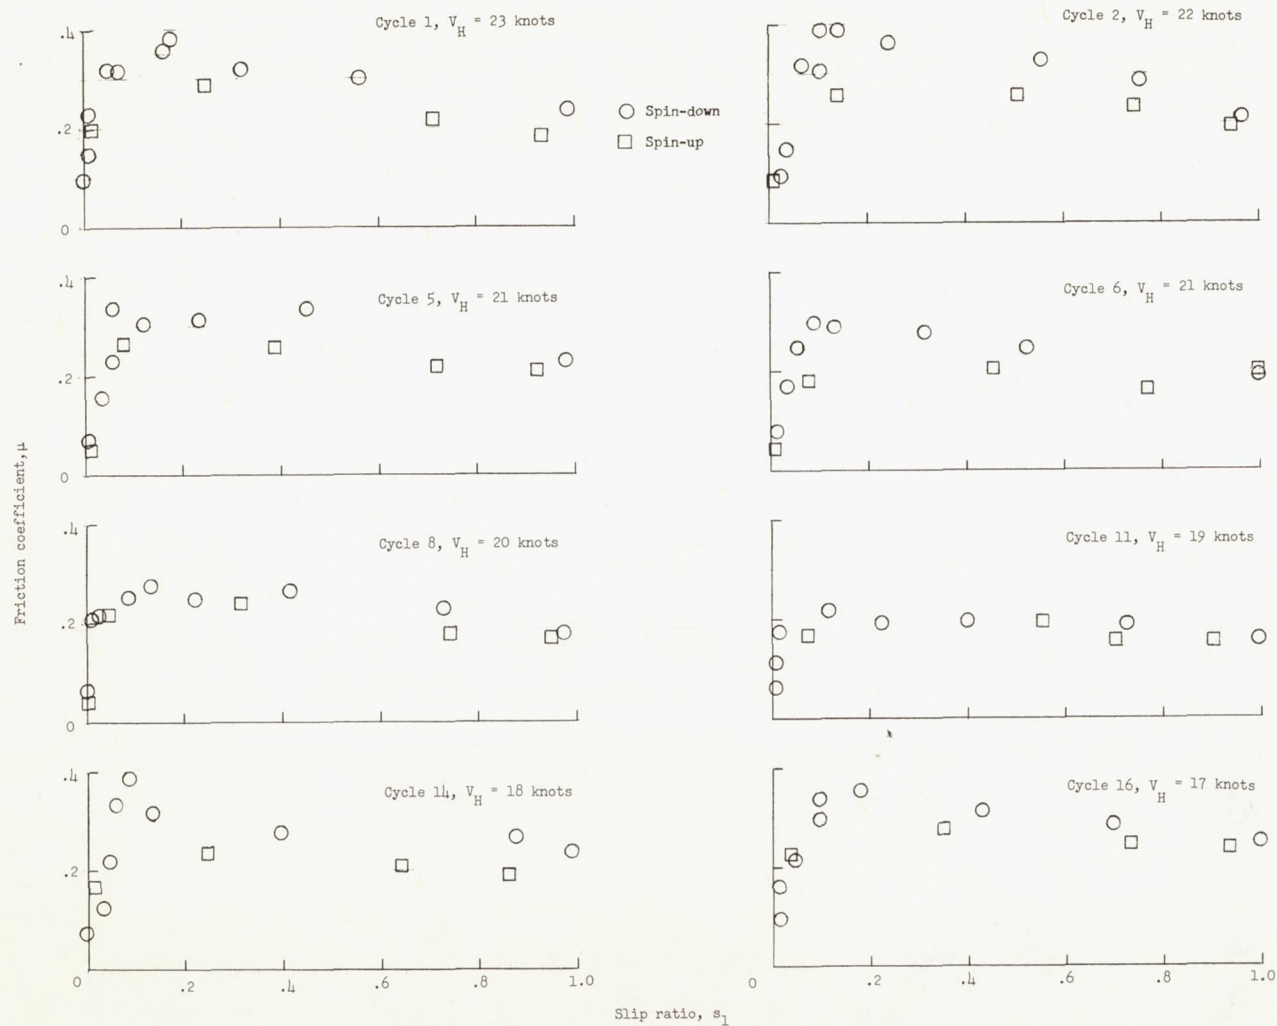 Cycle 1, V_H = 23 knots
Cycle 2, V_H = 22 knots
.4
.2
0
○ Spin-down
□ Spin-up
Cycle 5, V_H = 21 knots
Cycle 6, V_H = 21 knots
.4
.2
0
Friction coefficient, μ
Cycle 8, V_H = 20 knots
Cycle 11, V_H = 19 knots
.4
.2
0
Cycle 14, V_H = 18 knots
Cycle 16, V_H = 17 knots
.4
.2
0 .2 .4 .6 .8 1.0
0 .2 .4 .6 .8 1.0
Slip ratio, s_1